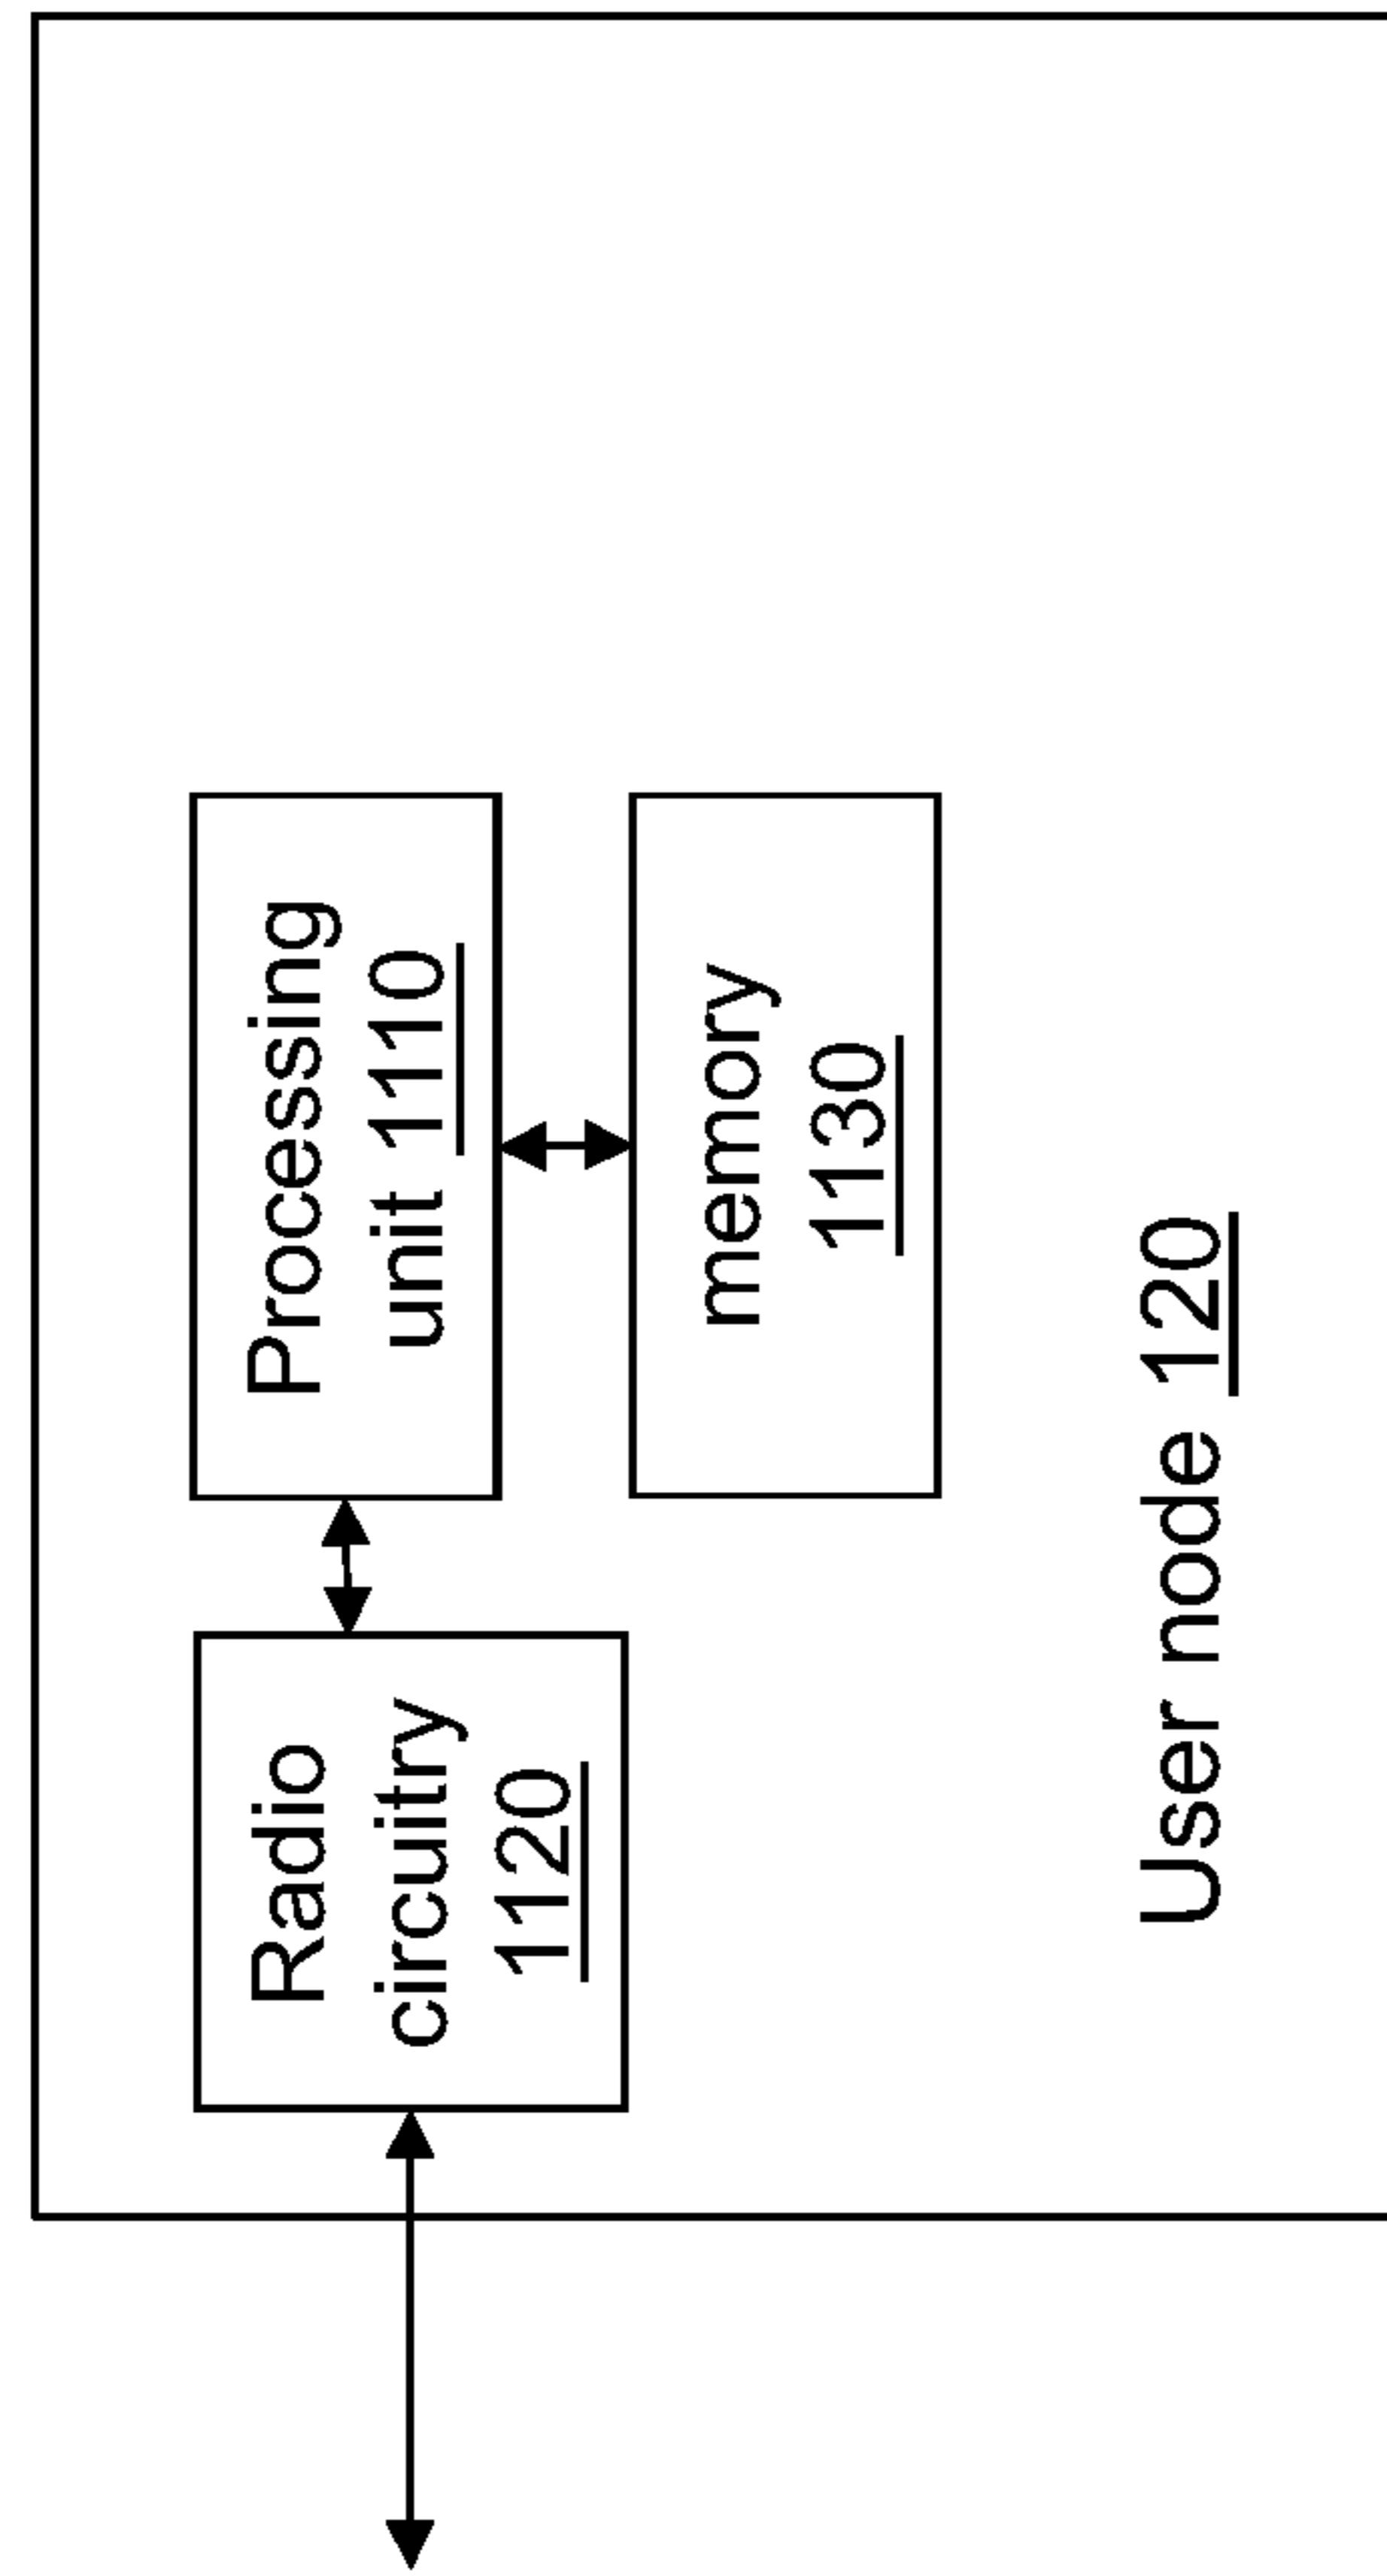 Radio
circuitry
1120
Processing
unit 1110
memory
1130
User node 120